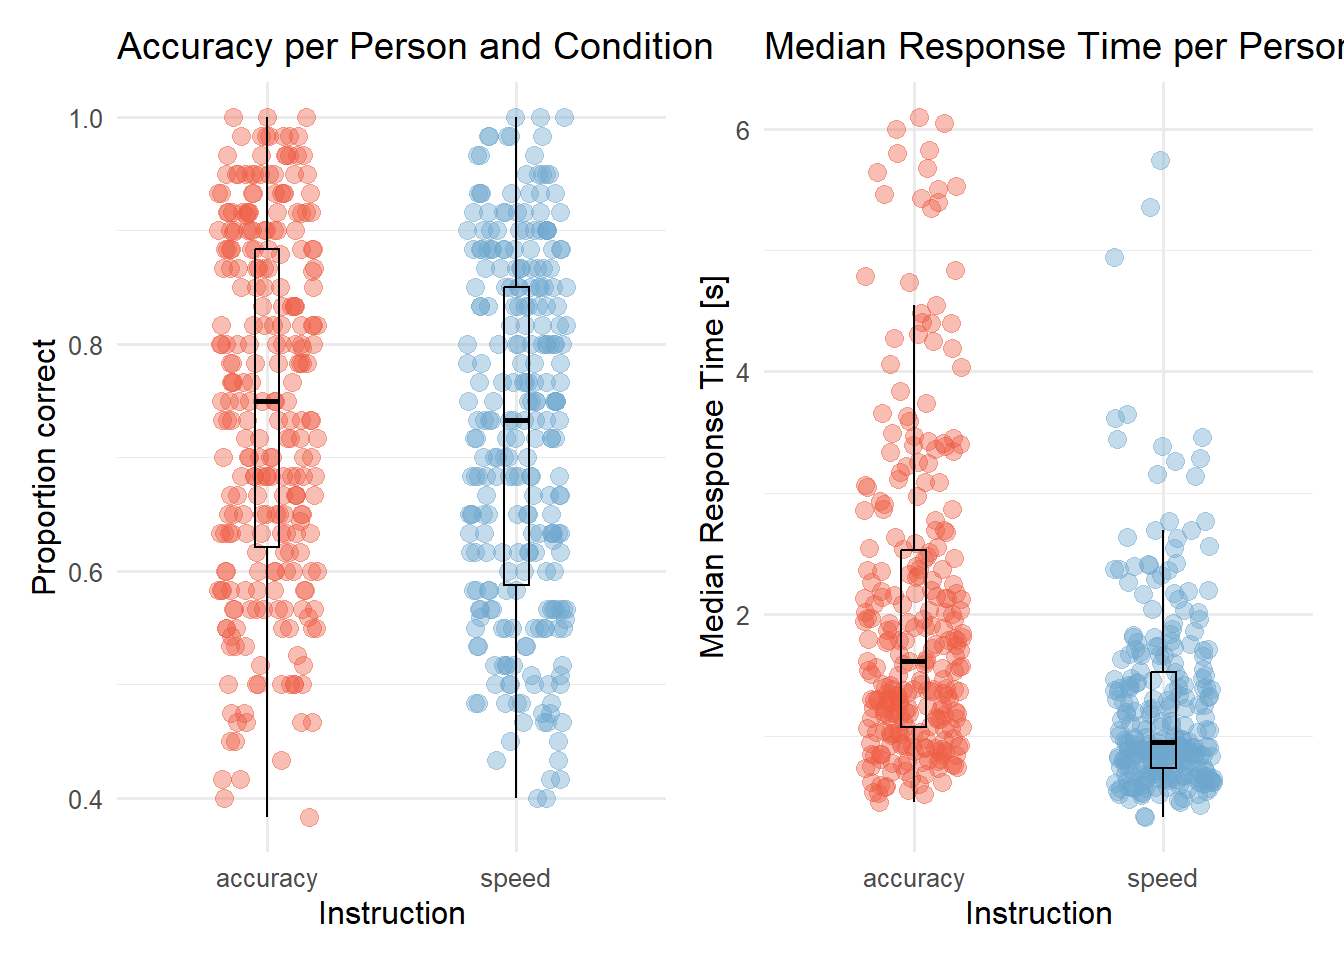 Accuracy per Person and Condition
Proportion correct
1.0
0.8
0.6
0.4
accuracy speed
Instruction
Median Response Time per Person
Median Response Time [s]
6
4
2
accuracy speed
Instruction